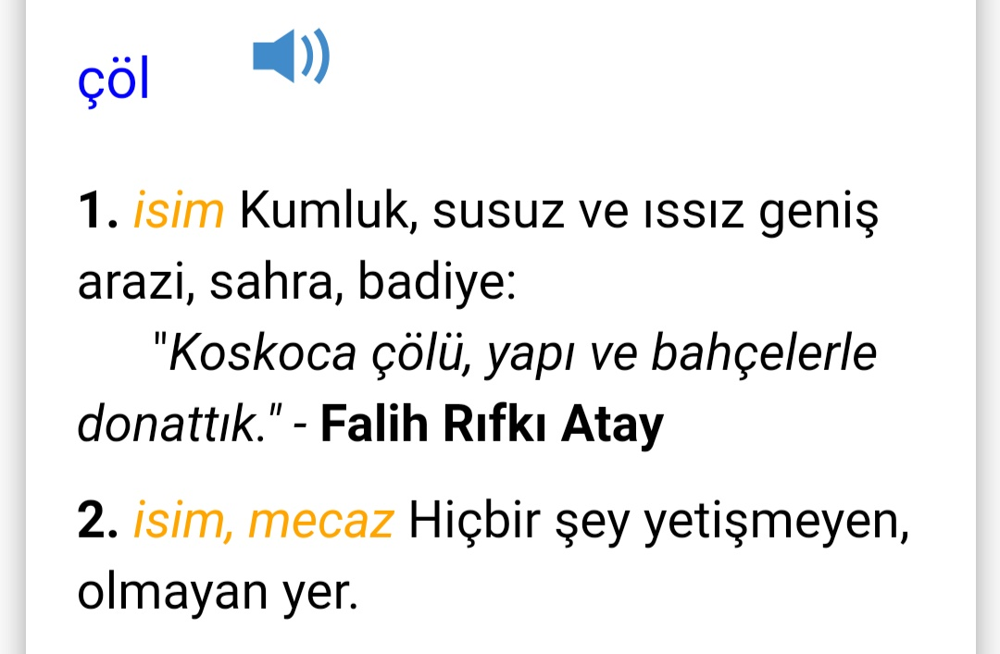 çöl
1. isim Kumluk, susuz ve ıssız geniş
arazi, sahra, badiye:
"Koskoca çölü, yapı ve bahçelerle
donattık." - Falih Rıfkı Atay
2. isim, mecaz Hiçbir şey yetişmeyen,
olmayan yer.